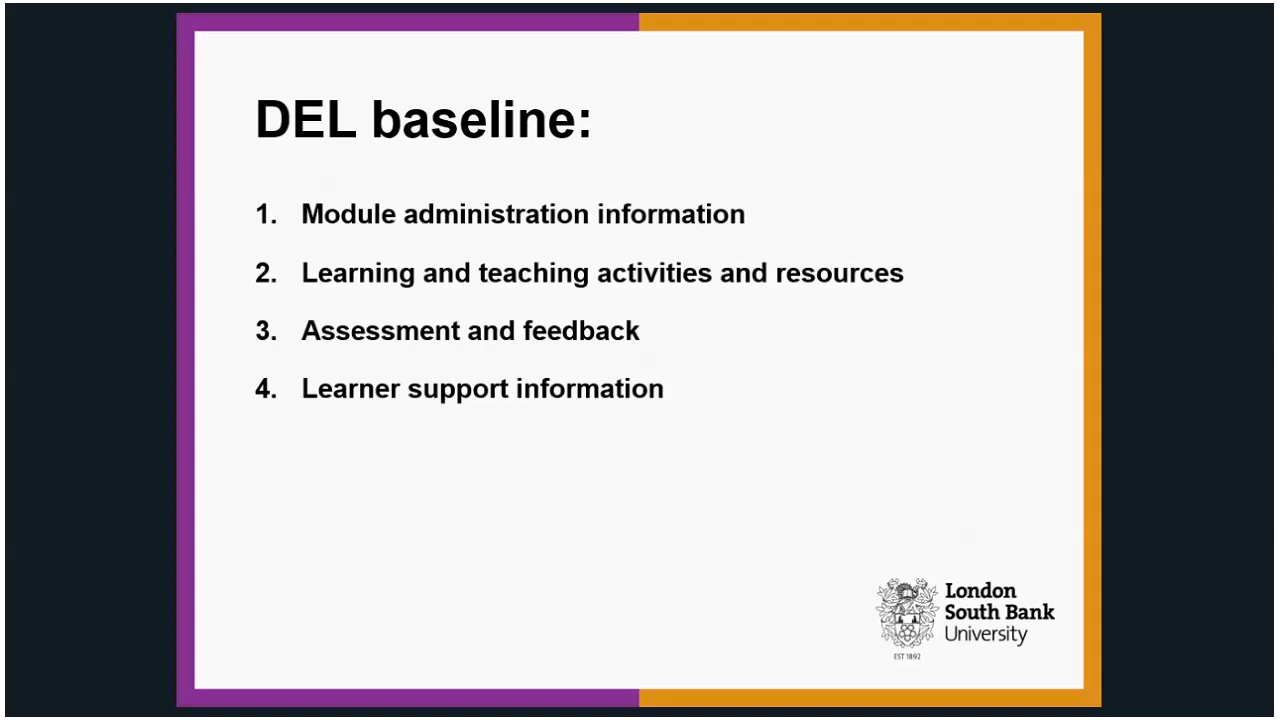 DEL baseline:
1. Module administration information
2. Learning and teaching activities and resources
3. Assessment and feedback
4. Learner support information
London
South Bank
University
EST 1892